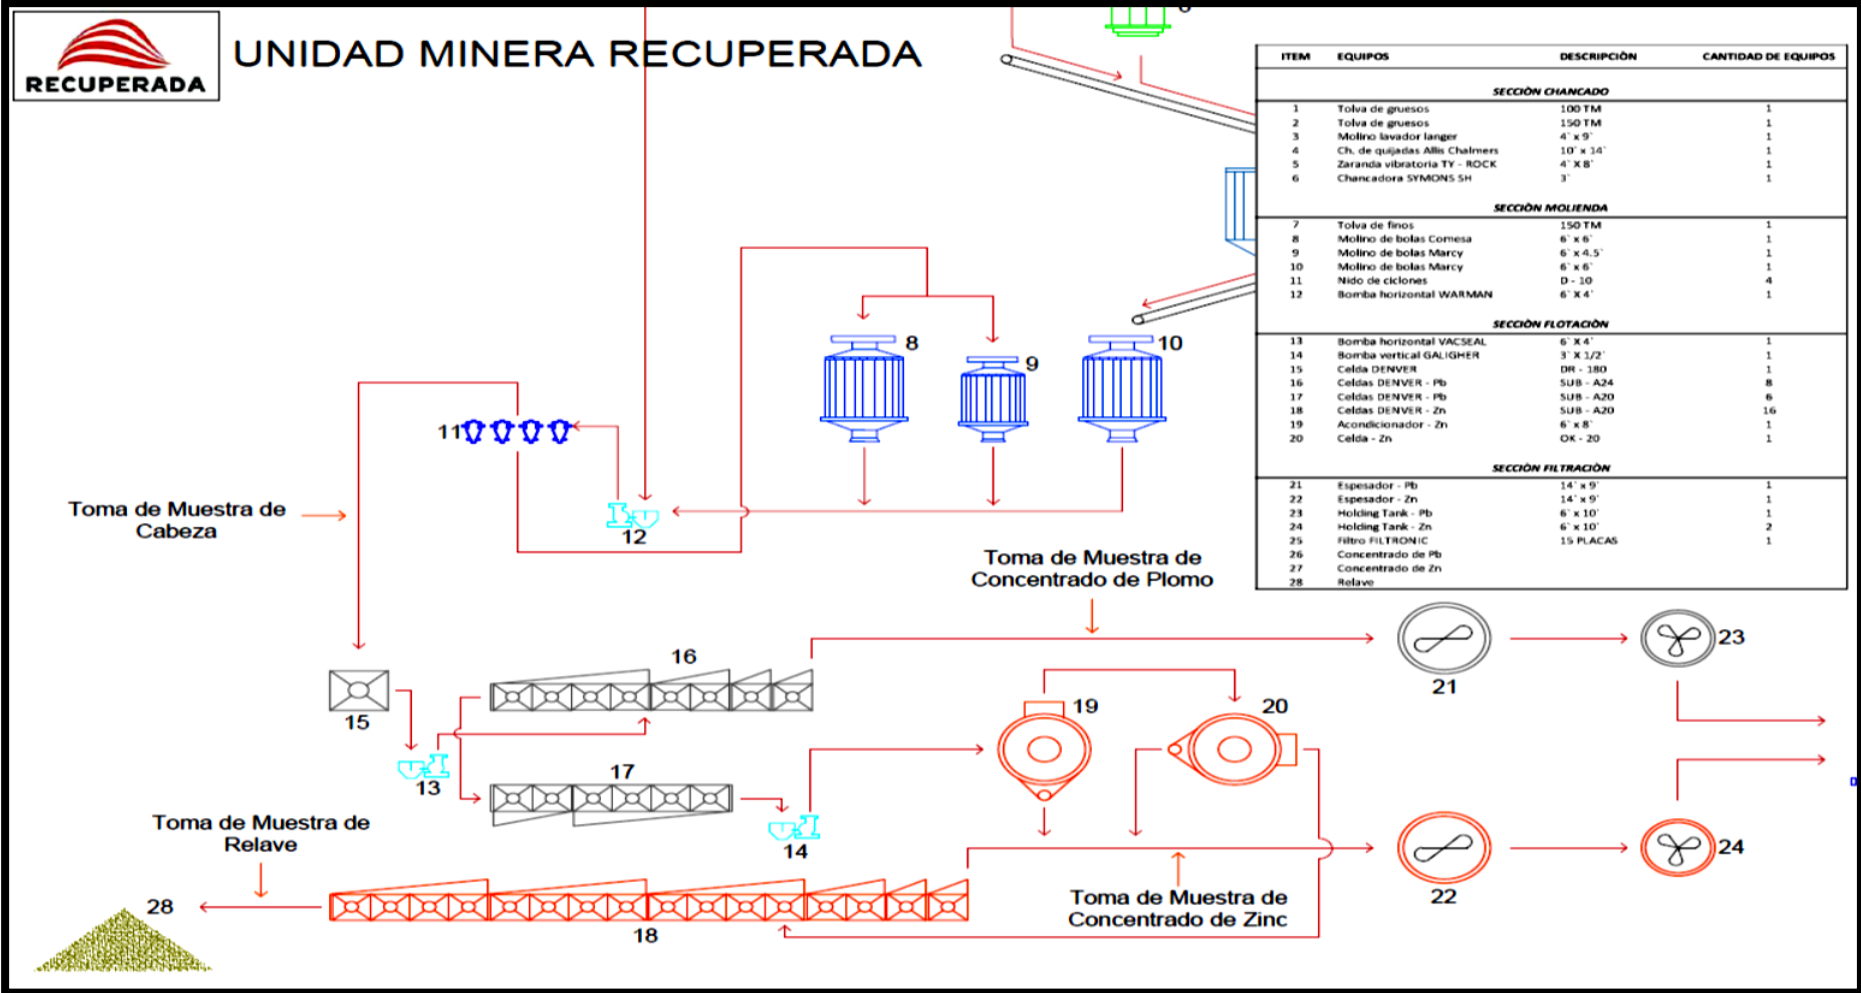 RECUPERADA
UNIDAD MINERA RECUPERADA
ITEM EQUIPOS DESCRIPCIÒN CANTIDAD DE EQUIPOS
SECCIÒN CHANCADO
1 Tolva de gruesos 100 TM 1
2 Tolva de gruesos 150 TM 1
3 Molino lavador langer 4` x 9` 1
4 Ch. de quijadas Allis Chalmers 10` x 14` 1
5 Zaranda vibratoria TY - ROCK 4` X 8` 1
6 Chancadora SYMONS SH 3` 1
SECCIÒN MOLIENDA
7 Tolva de finos 150 TM 1
8 Molino de bolas Comesa 6` x 6` 1
9 Molino de bolas Marcy 6` x 4.5` 1
10 Molino de bolas Marcy 6` x 6` 1
11 Nido de ciclones D - 10 4
12 Bomba horizontal WARMAN 6` X 4` 1
SECCIÒN FLOTACIÒN
13 Bomba horizontal VACSEAL 6` X 4` 1
14 Bomba vertical GALIGHER 3` X 1/2` 1
15 Celda DENVER DR - 180 1
16 Celdas DENVER - Pb SUB - A24 8
17 Celdas DENVER - Pb SUB - A20 6
18 Celdas DENVER - Zn SUB - A20 16
19 Acondicionador - Zn 6` x 8` 1
20 Celda - Zn OK - 20 1
SECCIÒN FILTRACIÒN
21 Espesador - Pb 14` x 9` 1
22 Espesador - Zn 14` x 9` 1
23 Holding Tank - Pb 6` x 10` 1
24 Holding Tank - Zn 6` x 10` 2
25 Filtro FILTRONIC 15 PLACAS 1
26 Concentrado de Pb
27 Concentrado de Zn
28 Relave
8
9
10
11
12
Toma de Muestra de
Cabeza
Toma de Muestra de
Concentrado de Plomo
15
16
13
17
14
19
20
21
23
22
24
Toma de Muestra de
Relave
28
18
Toma de Muestra de
Concentrado de Zinc